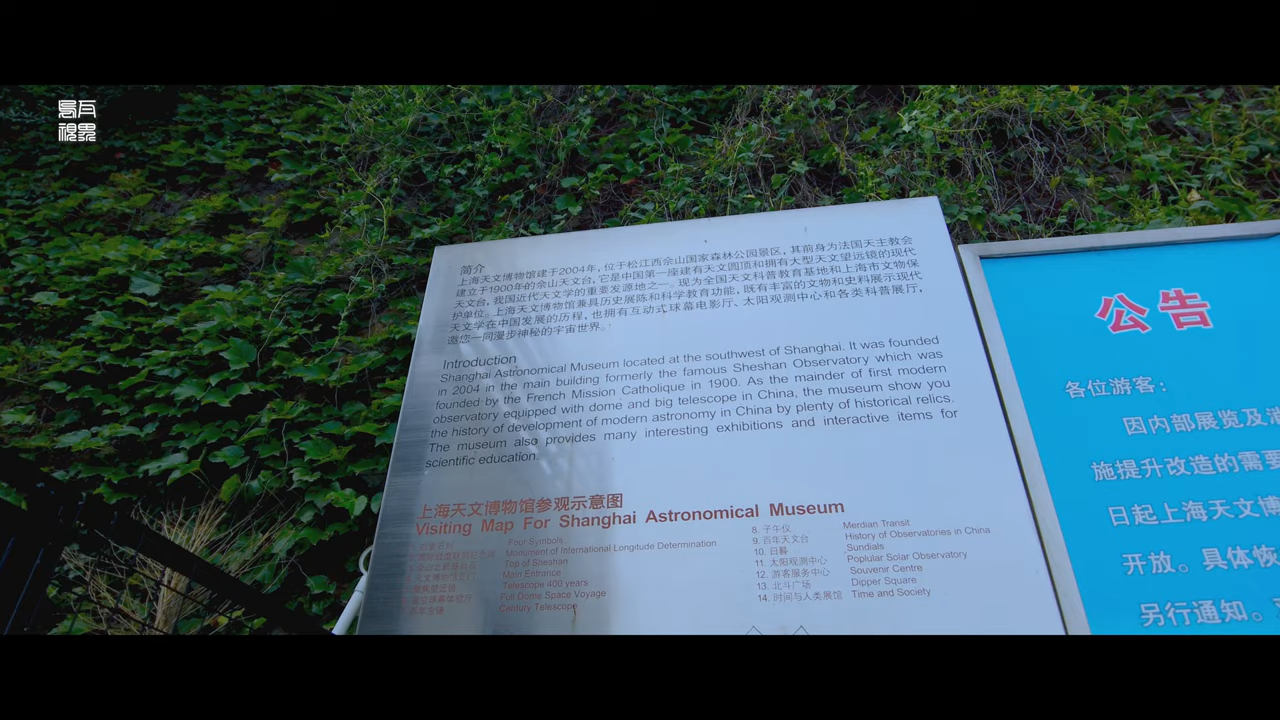 简介
上海天文博物馆建于2004年，位于松江西佘山国家森林公园景区，其前身为法国天主教会
建立于1900年的佘山天文台，它是中国第一座建有天文圆顶和拥有大型天文望远镜的现代
天文台，我国近代天文学的重要发源地之一。现为全国天文科普教育基地和上海市文物保
护单位。上海天文博物馆兼具历史展陈和科学教育功能，既有丰富的文物和史料展示现代
天文学在中国发展的历程，也拥有互动式球幕电影厅、太阳观测中心和各类科普展厅，
邀您一同漫步神秘的宇宙世界。
Introduction
Shanghai Astronomical Museum located at the southwest of Shanghai. It was founded
in 2004 in the main building formerly the famous Sheshan Observatory which was
founded by the French Mission Catholique in 1900. As the mainder of first modern
observatory equipped with dome and big telescope in China, the museum show you
the history of development of modern astronomy in China by plenty of historical relics.
The museum also provides many interesting exhibitions and interactive items for
scientific education.
上海天文博物馆参观示意图
Visiting Map For Shanghai Astronomical Museum
Four Symbols
Monument of International Longitude Determination
Top of Sheshan
Main Entrance
Telescope 400 years
Full Dome Space Voyage
Century Telescope
8. 子午仪 Merdian Transit
9. 百年天文台 History of Observatories in China
10. 日晷 Sundials
11. 太阳观测中心 Poplular Solar Observatory
12. 游客服务中心 Souvenir Centre
13. 北斗广场 Dipper Square
14. 时间与人类展馆 Time and Society
公告
各位游客：
因内部展览及
施提升改造的需要
日起上海天文博
开放。具体恢
另行通知。